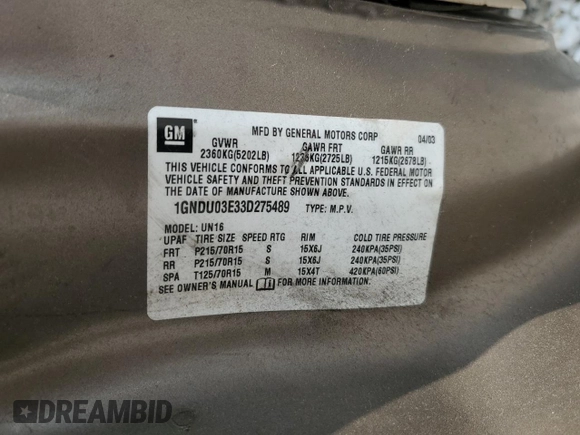 GM
MFD BY GENERAL MOTORS CORP 04/03
GVWR GAWR FRT GAWR RR
2360KG(5202LB) 1236KG(2725LB) 1215KG(2678LB)
THIS VEHICLE CONFORMS TO ALL APPLICABLE U.S. FEDERAL MOTOR
VEHICLE SAFETY AND THEFT PREVENTION STANDARDS IN EFFECT ON
THE DATE OF MANUFACTURE SHOWN ABOVE.
1GNDU03E33D275489 TYPE: M.P.V.
MODEL: UN16
UPAF TIRE SIZE SPEED RTG RIM COLD TIRE PRESSURE
FRT P215/70R15 S 15X6J 240KPA(35PSI)
RR P215/70R15 S 15X6J 240KPA(35PSI)
SPA T125/70R15 M 15X4T 420KPA(60PSI)
SEE OWNER'S MANUAL FOR MORE INFORMATION.
DREAMBID